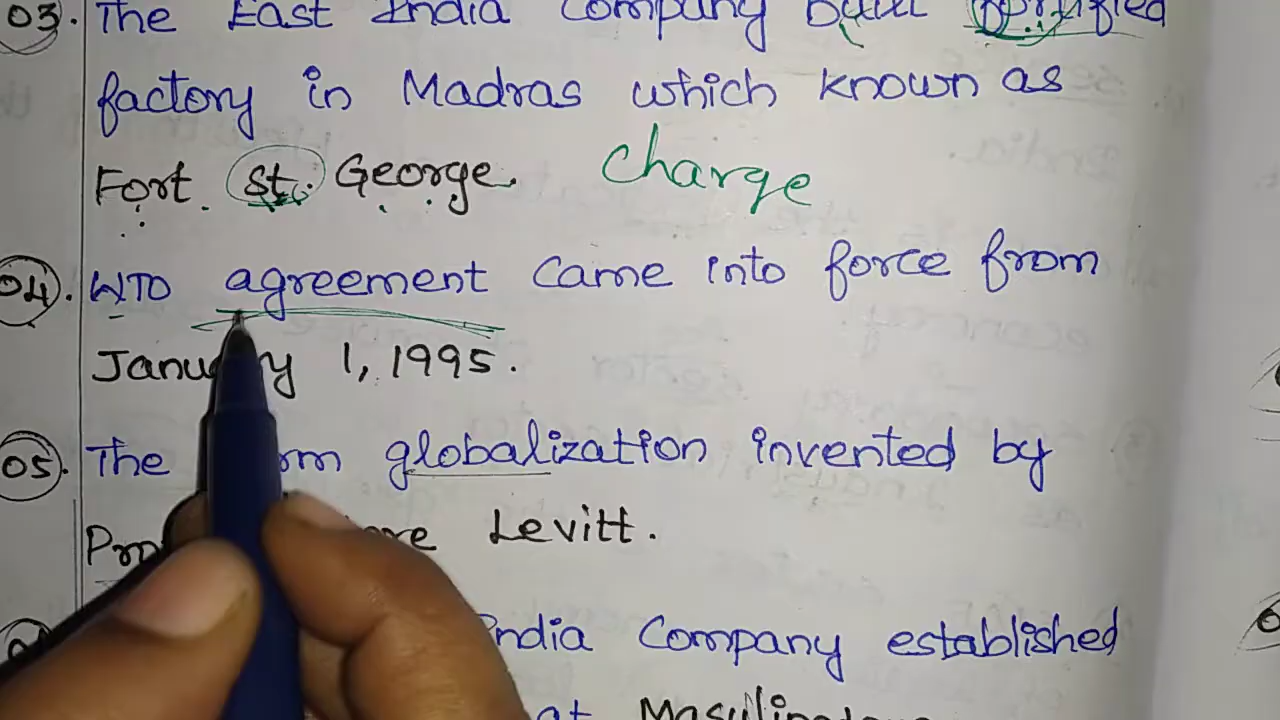 03. The East India Company built fortified
factory in Madras which known as
Fort St. George. charge
04. WTO agreement came into force from
January 1, 1995.
05. The globalization invented by
Levitt.
India Company established
at